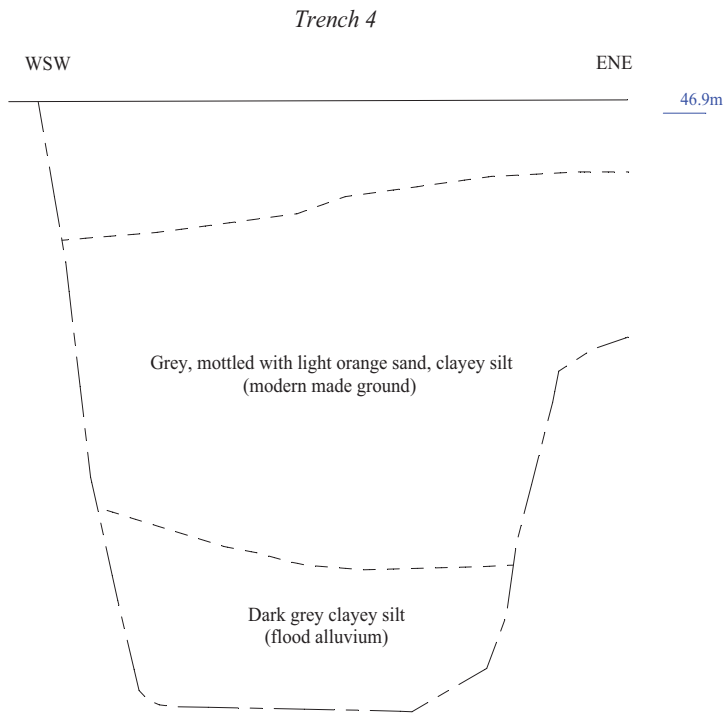 Trench 4
WSW
ENE
46.9m
Grey, mottled with light orange sand, clayey silt
(modern made ground)
Dark grey clayey silt
(flood alluvium)